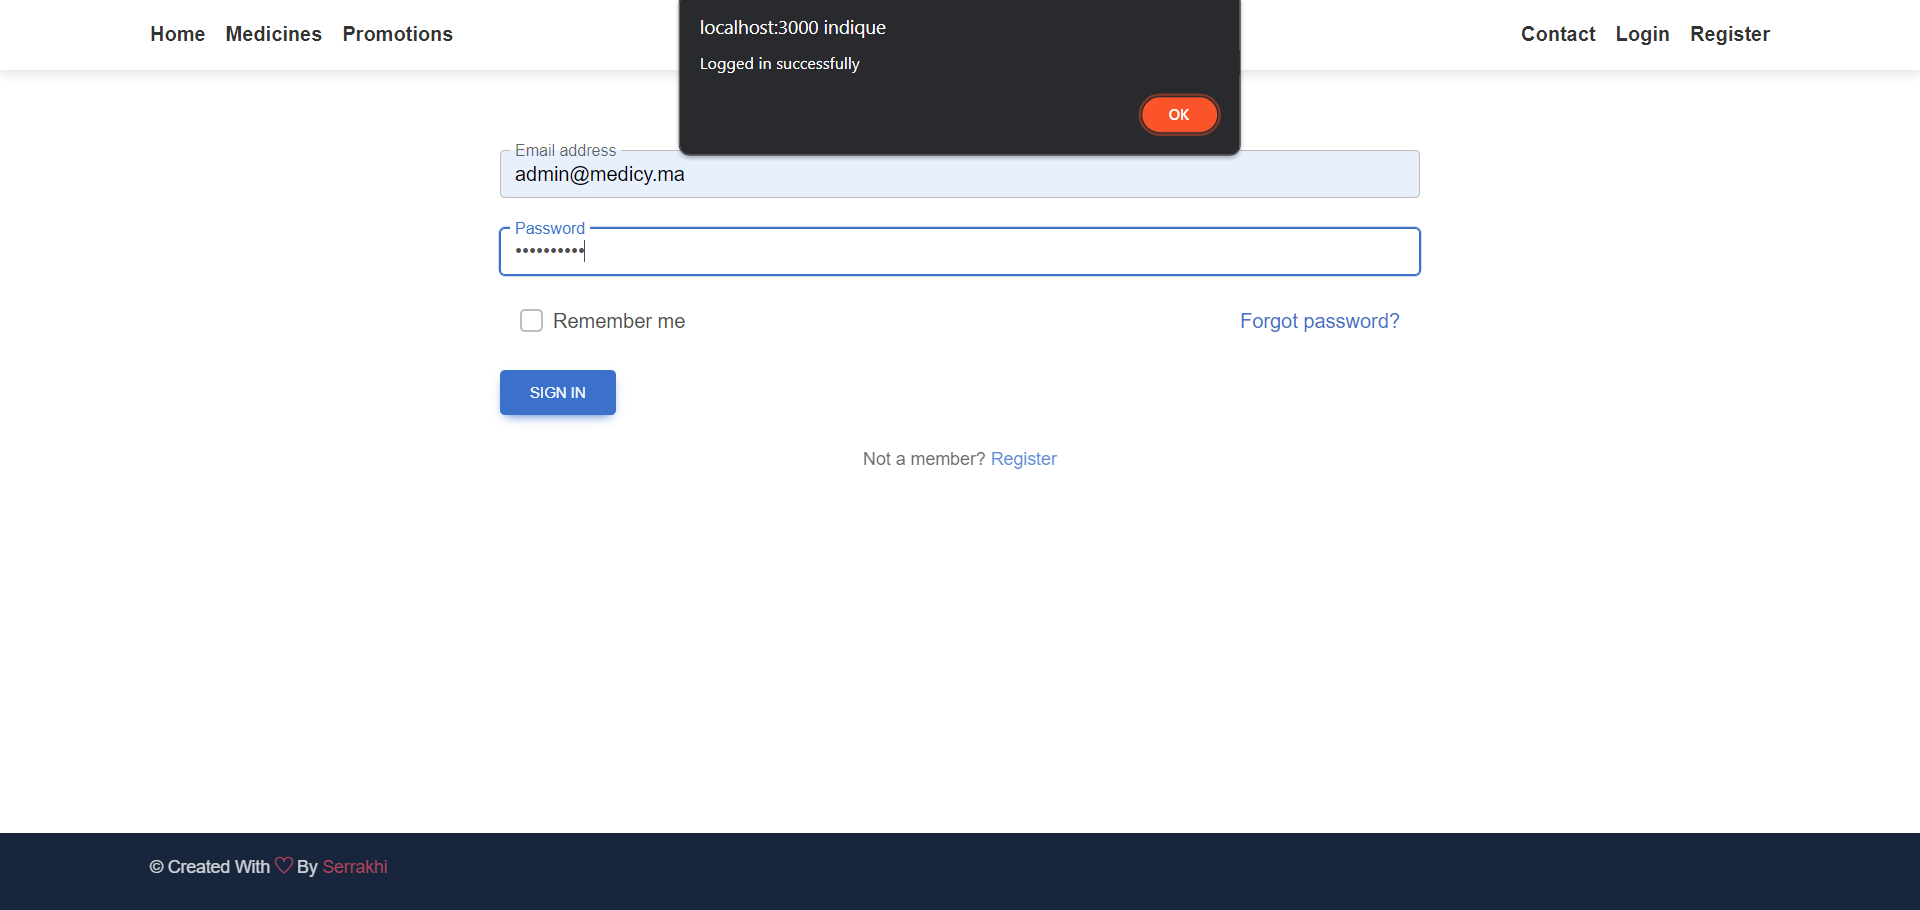 Home Medicines Promotions
Contact Login Register
localhost:3000 indique
Logged in successfully
OK
Email address
admin@medicy.ma
Password
••••••••••
Remember me
Forgot password?
SIGN IN
Not a member? Register
© Created With ♡ By Serrakhi